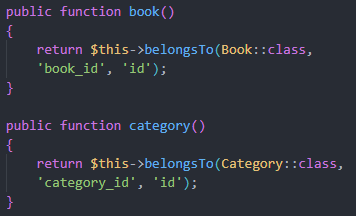 public function book()
{
    return $this->belongsTo(Book::class,
    'book_id', 'id');
}

public function category()
{
    return $this->belongsTo(Category::class,
    'category_id', 'id');
}